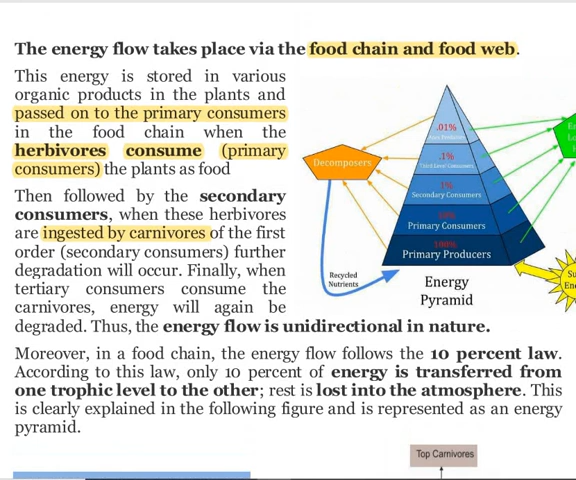 The energy flow takes place via the food chain and food web.
This energy is stored in various
organic products in the plants and
passed on to the primary consumers
in the food chain when the
herbivores consume (primary
consumers) the plants as food
Then followed by the secondary
consumers, when these herbivores
are ingested by carnivores of the first
order (secondary consumers) further
degradation will occur. Finally, when
tertiary consumers consume the
carnivores, energy will again be
degraded. Thus, the energy flow is unidirectional in nature.
.01%
.1%
Third Level Consumers
1%
Secondary Consumers
10%
Primary Consumers
100%
Primary Producers
Decomposers
Recycled
Nutrients
Energy
Pyramid
Moreover, in a food chain, the energy flow follows the 10 percent law.
According to this law, only 10 percent of energy is transferred from
one trophic level to the other; rest is lost into the atmosphere. This
is clearly explained in the following figure and is represented as an energy
pyramid.
Top Carnivores